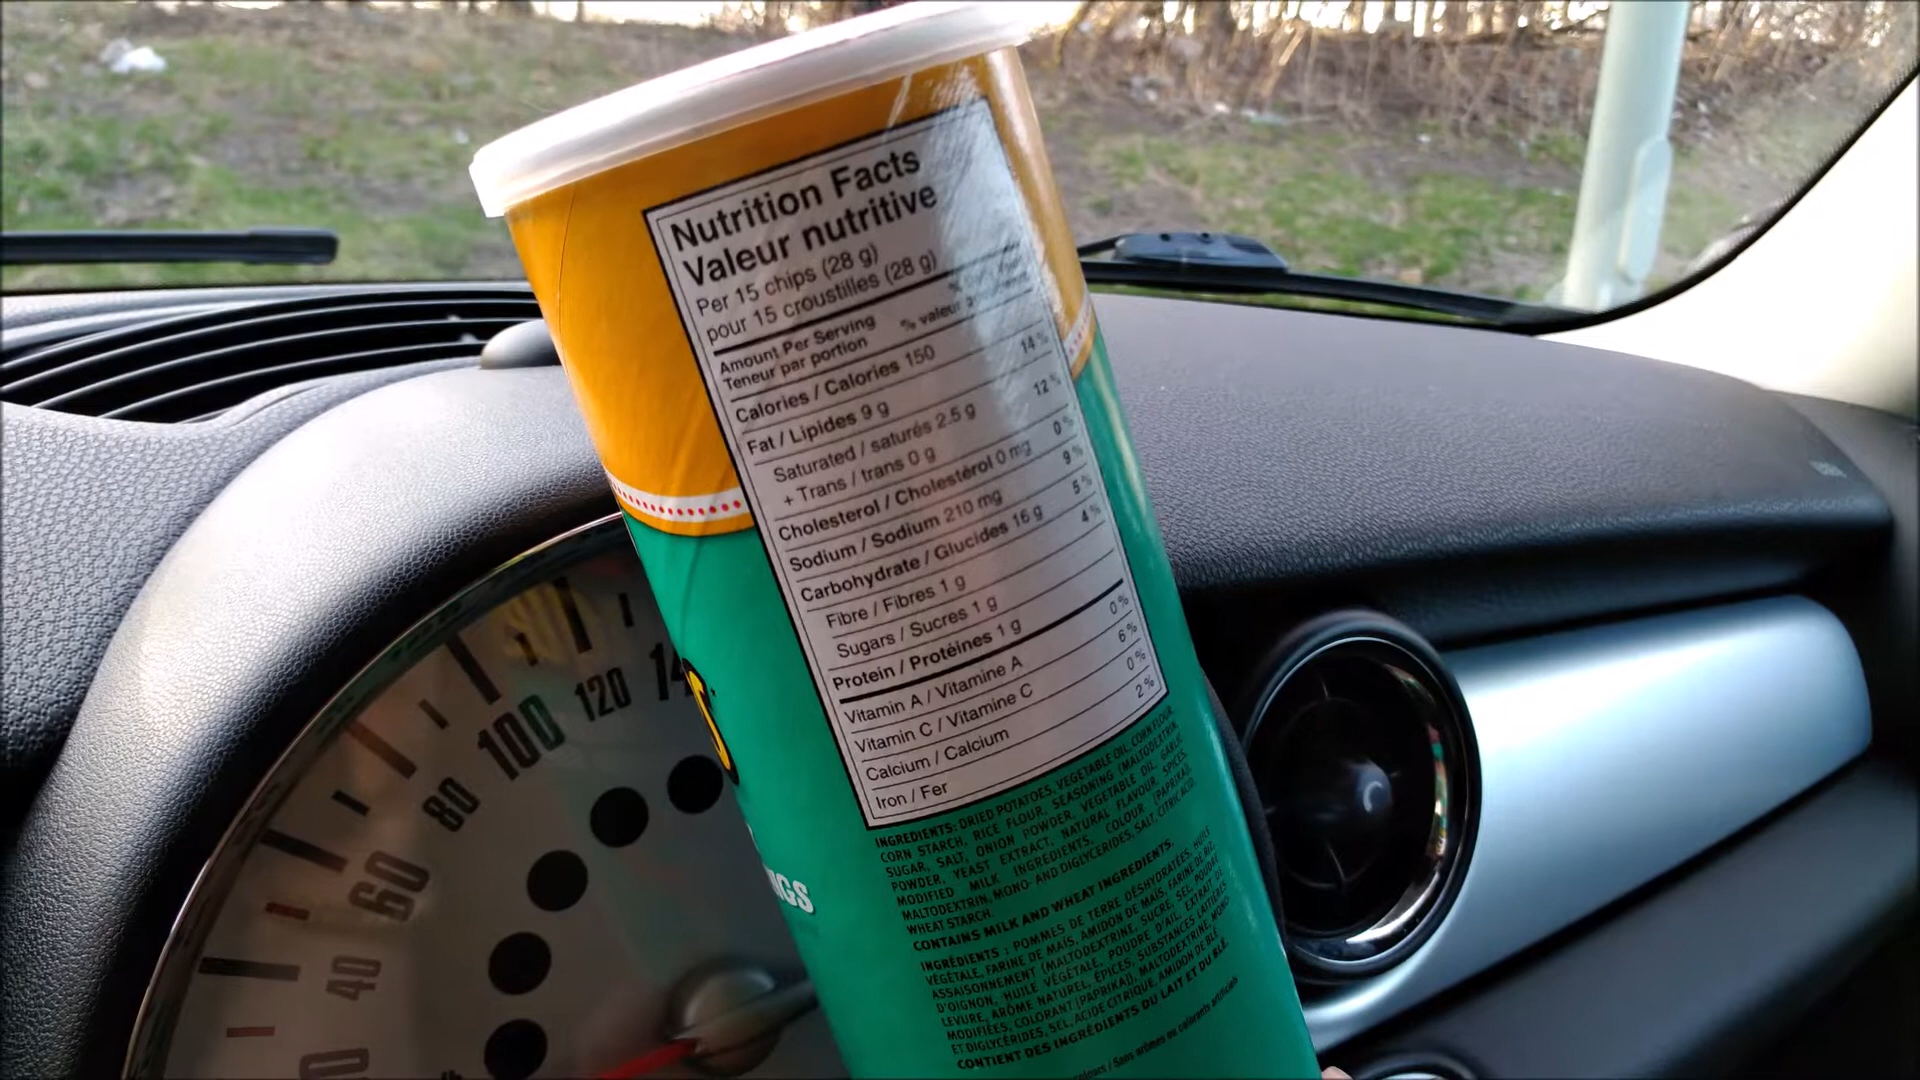 Nutrition Facts
Valeur nutritive
Per 15 chips (28 g)
pour 15 croustilles (28 g)
Amount Per Serving
Teneur par portion % valeur
Calories / Calories 150
Fat / Lipides 9 g 14 %
Saturated / saturés 2.5 g 12 %
+ Trans / trans 0 g
Cholesterol / Cholestérol 0 mg 0 %
Sodium / Sodium 210 mg 9 %
Carbohydrate / Glucides 16 g 5 %
Fibre / Fibres 1 g 4 %
Sugars / Sucres 1 g
Protein / Protéines 1 g
Vitamin A / Vitamine A 0 %
Vitamin C / Vitamine C 6 %
Calcium / Calcium 0 %
Iron / Fer 2 %
INGREDIENTS: DRIED POTATOES, VEGETABLE OIL, CORN FLOUR,
CORN STARCH, RICE FLOUR, SEASONING (MALTODEXTRIN,
SUGAR, SALT, ONION POWDER, VEGETABLE OIL, GARLIC
POWDER, YEAST EXTRACT, NATURAL FLAVOUR, SPICES,
MODIFIED MILK INGREDIENTS, COLOUR (PAPRIKA)),
MALTODEXTRIN, MONO- AND DIGLYCERIDES, SALT, CITRIC ACID,
WHEAT STARCH.
CONTAINS MILK AND WHEAT INGREDIENTS.
INGRÉDIENTS : POMMES DE TERRE DÉSHYDRATÉES, HUILE
VÉGÉTALE, FARINE DE MAÏS, AMIDON DE MAÏS, FARINE DE RIZ,
ASSAISONNEMENT (MALTODEXTRINE, SUCRE, SEL, POUDRE
D'OIGNON, HUILE VÉGÉTALE, POUDRE D'AIL, EXTRAIT DE
LEVURE, ARÔME NATUREL, ÉPICES, SUBSTANCES LAITIÈRES
MODIFIÉES, COLORANT (PAPRIKA)), MALTODEXTRINE, MONO-
ET DIGLYCÉRIDES, SEL, ACIDE CITRIQUE, AMIDON DE BLÉ.
CONTIENT DES INGRÉDIENTS DU LAIT ET DU BLÉ.
/ Sans arômes ou colorants artificiels
40
60
80
100
120